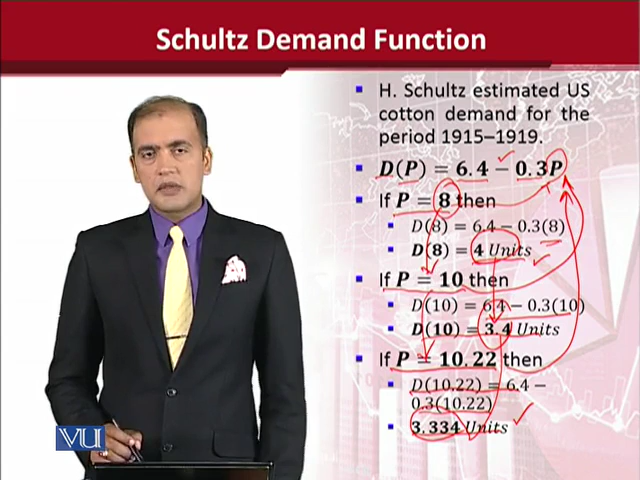 Schultz Demand Function
▪ H. Schultz estimated US
cotton demand for the
period 1915–1919.
▪ D(P) = 6.4 − 0.3P
▪ If P = 8 then
▪ D(8) = 6.4 − 0.3(8)
▪ D(8) = 4 Units
▪ If P = 10 then
▪ D(10) = 6.4 − 0.3(10)
▪ D(10) = 3.4 Units
▪ If P = 10.22 then
▪ D(10.22) = 6.4 −
0.3(10.22)
▪ 3.334 Units
VU